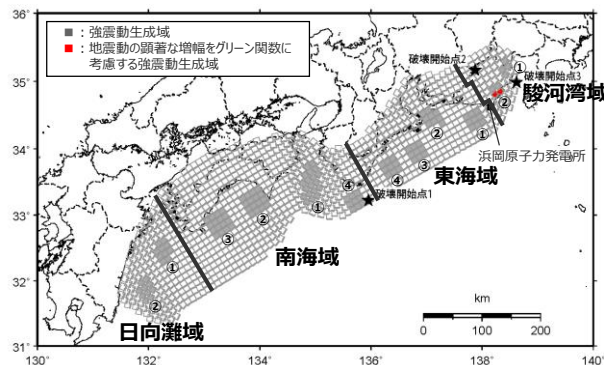 ■：強震動生成域
■：地震動の顕著な増幅をグリーン関数に
考慮する強震動生成域
36°
35°
34°
33°
32°
31°
130°
132°
134°
136°
138°
140°
破壊開始点2
①
破壊開始点3
駿河湾域
②
浜岡原子力発電所
②
①
③
東海域
④
④
破壊開始点1
①
②
③
南海域
①
②
日向灘域
km
0
100
200